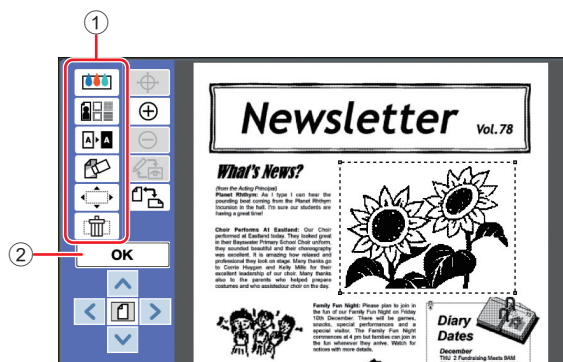 1
A A
OK
2
Newsletter Vol. 78
What's News?
(from the Acting Principal)
Planet Rhthym: As I type I can hear the
pounding beat coming from the Planet Rhthym
Incursion in the hall. I'm sure our students are
having a great time!
Choir Performs At Eastland: Our Choir
performed at Eastland today. They looked great
in their Bayswater Primary School Choir uniform,
they sounded beautiful and their choreography
was excellent. It is amazing how relaxed and
professional they look on stage. Many thanks go
to Corrie Huygen and Kelly Mills for their
excellent leadership of our choir. Many thanks
also to the parents who helped prepare
costumes and who assisted our choir on the day.
Family Fun Night: Please plan to join in
the fun of our Family Fun Night on Friday
10th December. There will be games,
snacks, special performances and a
special visitor. The Family Fun Night
commences at 4 pm but families can join in
the fun whenever they arrive. Watch for
notices with more details.
Diary
Dates
December
THU 2 Fundraising Meets 9AM